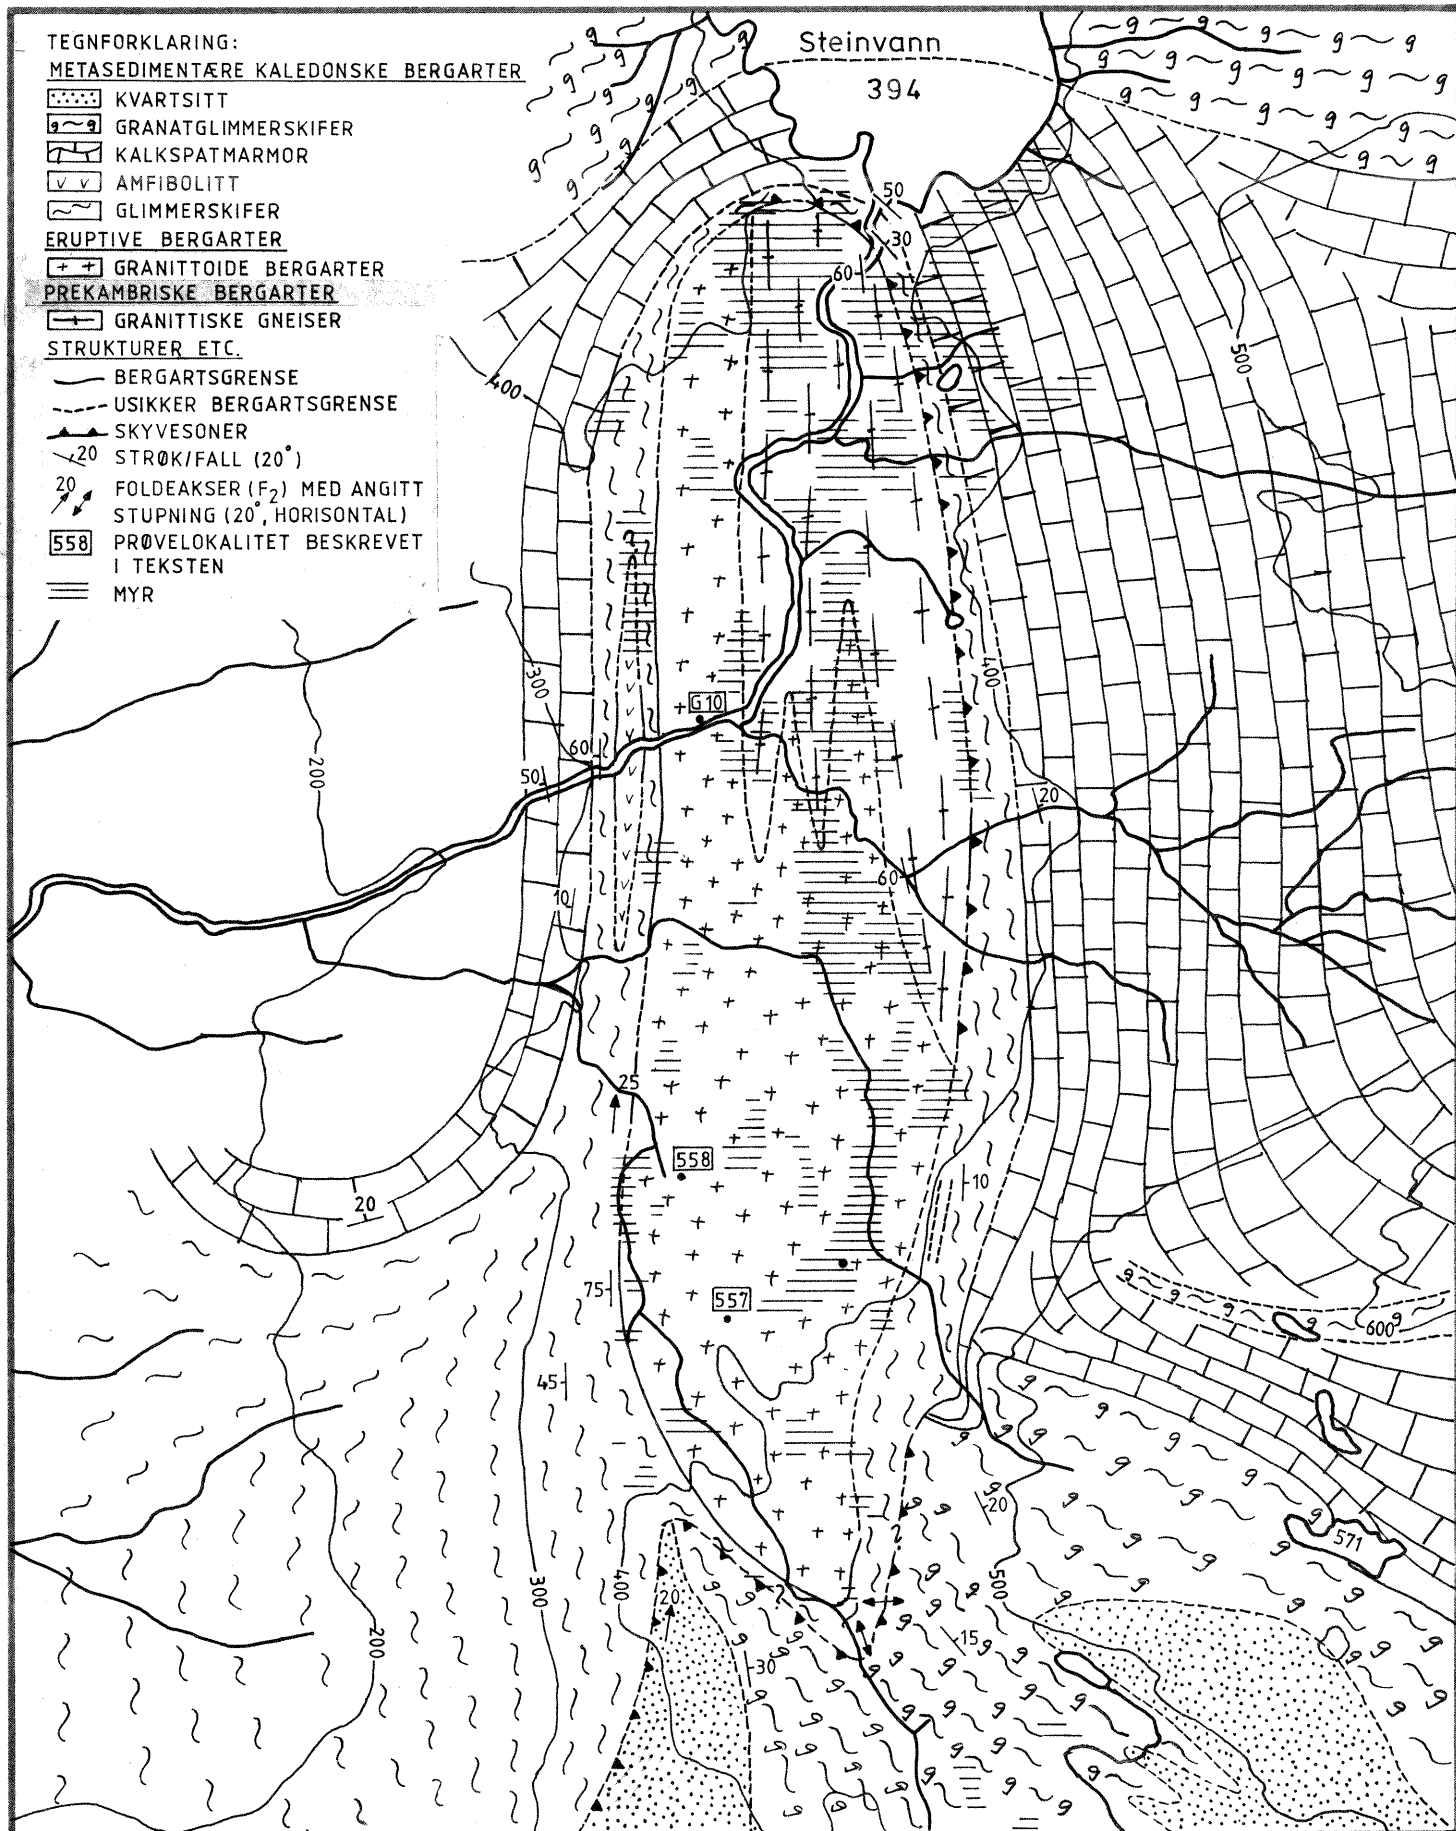 TEGNFORKLARING:
METASEDIMENTÆRE KALEDONSKE BERGARTER
KVARTSITT
g~g GRANATGLIMMERSKIFER
KALKSPATMARMOR
v v AMFIBOLITT
GLIMMERSKIFER
ERUPTIVE BERGARTER
+ + GRANITTOIDE BERGARTER
PREKAMBRISKE BERGARTER
GRANITTISKE GNEISER
STRUKTURER ETC.
BERGARTSGRENSE
USIKKER BERGARTSGRENSE
SKYVESONER
20 STRØK/FALL (20°)
20 FOLDEAKSER (F2) MED ANGITT
STUPNING (20°, HORISONTAL)
558 PRØVELOKALITET BESKREVET
I TEKSTEN
MYR
Steinvann
394
50
30
60
500
400
300
400
G10
200
60
50
20
60
10
25
558
10
20
75
557
600
45
20
571
300
400
500
20
200
15
30